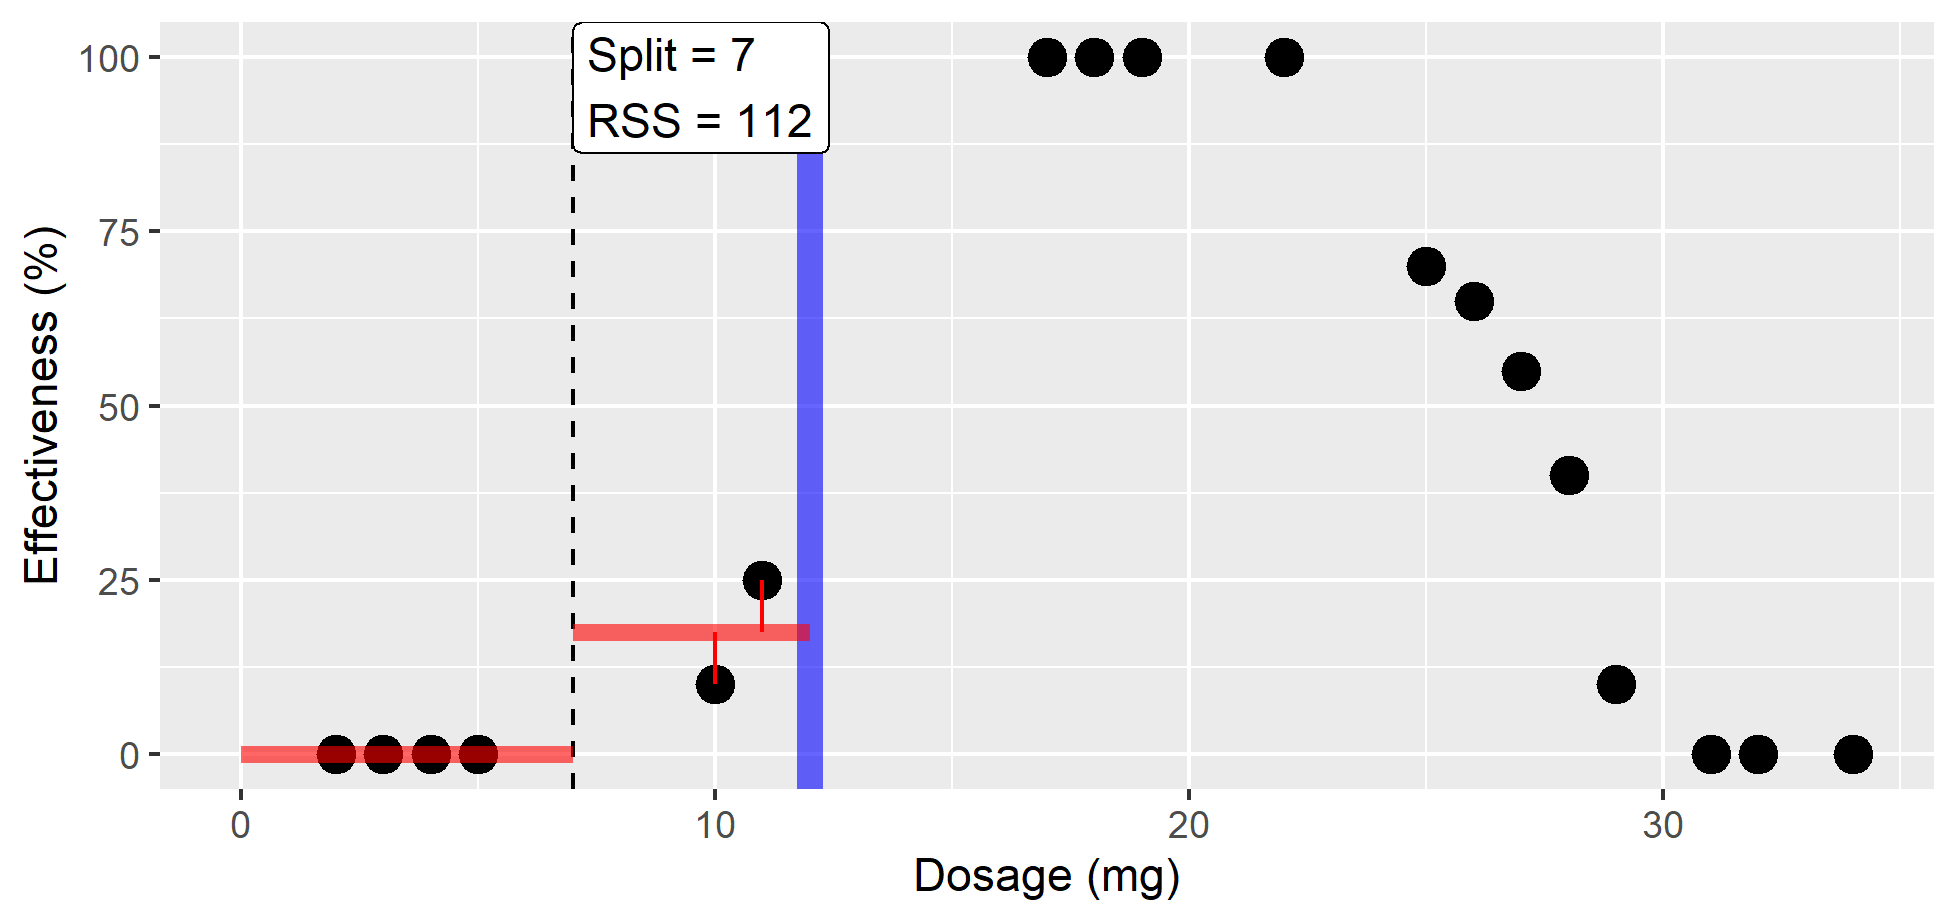 Split = 7
RSS = 112
100
75
50
25
0
Effectiveness (%)
0 10 20 30
Dosage (mg)